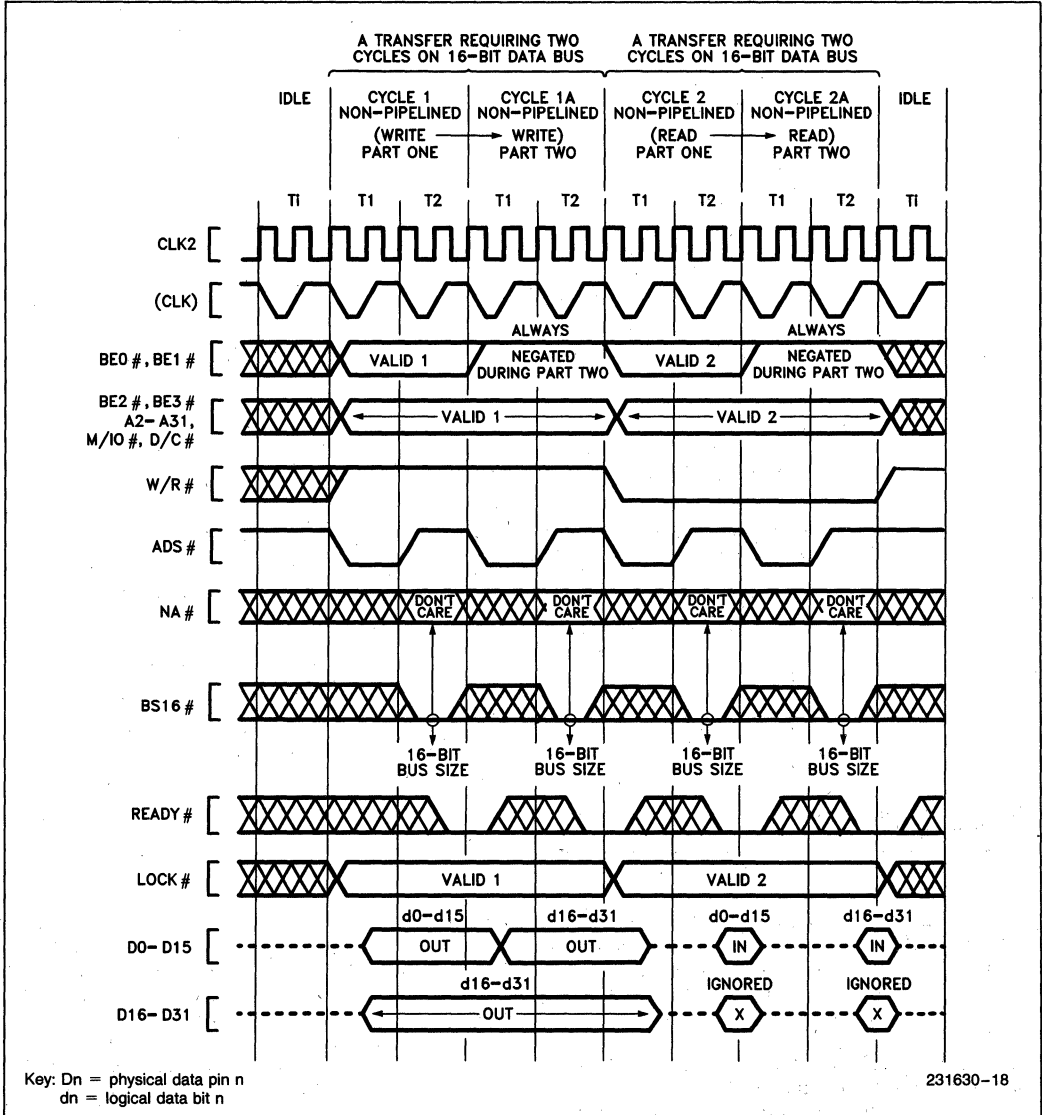 A TRANSFER REQUIRING TWO CYCLES ON 16-BIT DATA BUS
A TRANSFER REQUIRING TWO CYCLES ON 16-BIT DATA BUS
IDLE
CYCLE 1 NON-PIPELINED
CYCLE 1A NON-PIPELINED
CYCLE 2 NON-PIPELINED
CYCLE 2A NON-PIPELINED
IDLE
(WRITE PART ONE
WRITE) PART TWO
(READ PART ONE
READ) PART TWO
Ti T1 T2 T1 T2 T1 T2 T1 T2 Ti
CLK2
(CLK)
BE0#, BE1#
VALID 1
ALWAYS NEGATED DURING PART TWO
VALID 2
ALWAYS NEGATED DURING PART TWO
BE2#, BE3#
A2-A31,
M/IO#, D/C#
VALID 1
VALID 2
W/R#
ADS#
NA#
DON'T CARE
DON'T CARE
DON'T CARE
DON'T CARE
BS16#
16-BIT BUS SIZE
16-BIT BUS SIZE
16-BIT BUS SIZE
16-BIT BUS SIZE
READY#
LOCK#
VALID 1
VALID 2
d0-d15 d16-d31 d0-d15 d16-d31
D0-D15
OUT OUT IN IN
d16-d31 IGNORED IGNORED
D16-D31
OUT X X
Key: Dn = physical data pin n
dn = logical data bit n
231630-18